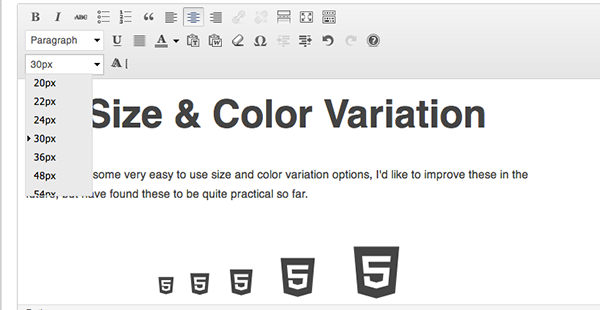 B I ABC
Paragraph U A T W Ω ?
30px A
20px
22px
24px
30px
36px
48px
54px
Size & Color Variation
some very easy to use size and color variation options, I'd like to improve these in the
but have found these to be quite practical so far.
5 5 5 5 5